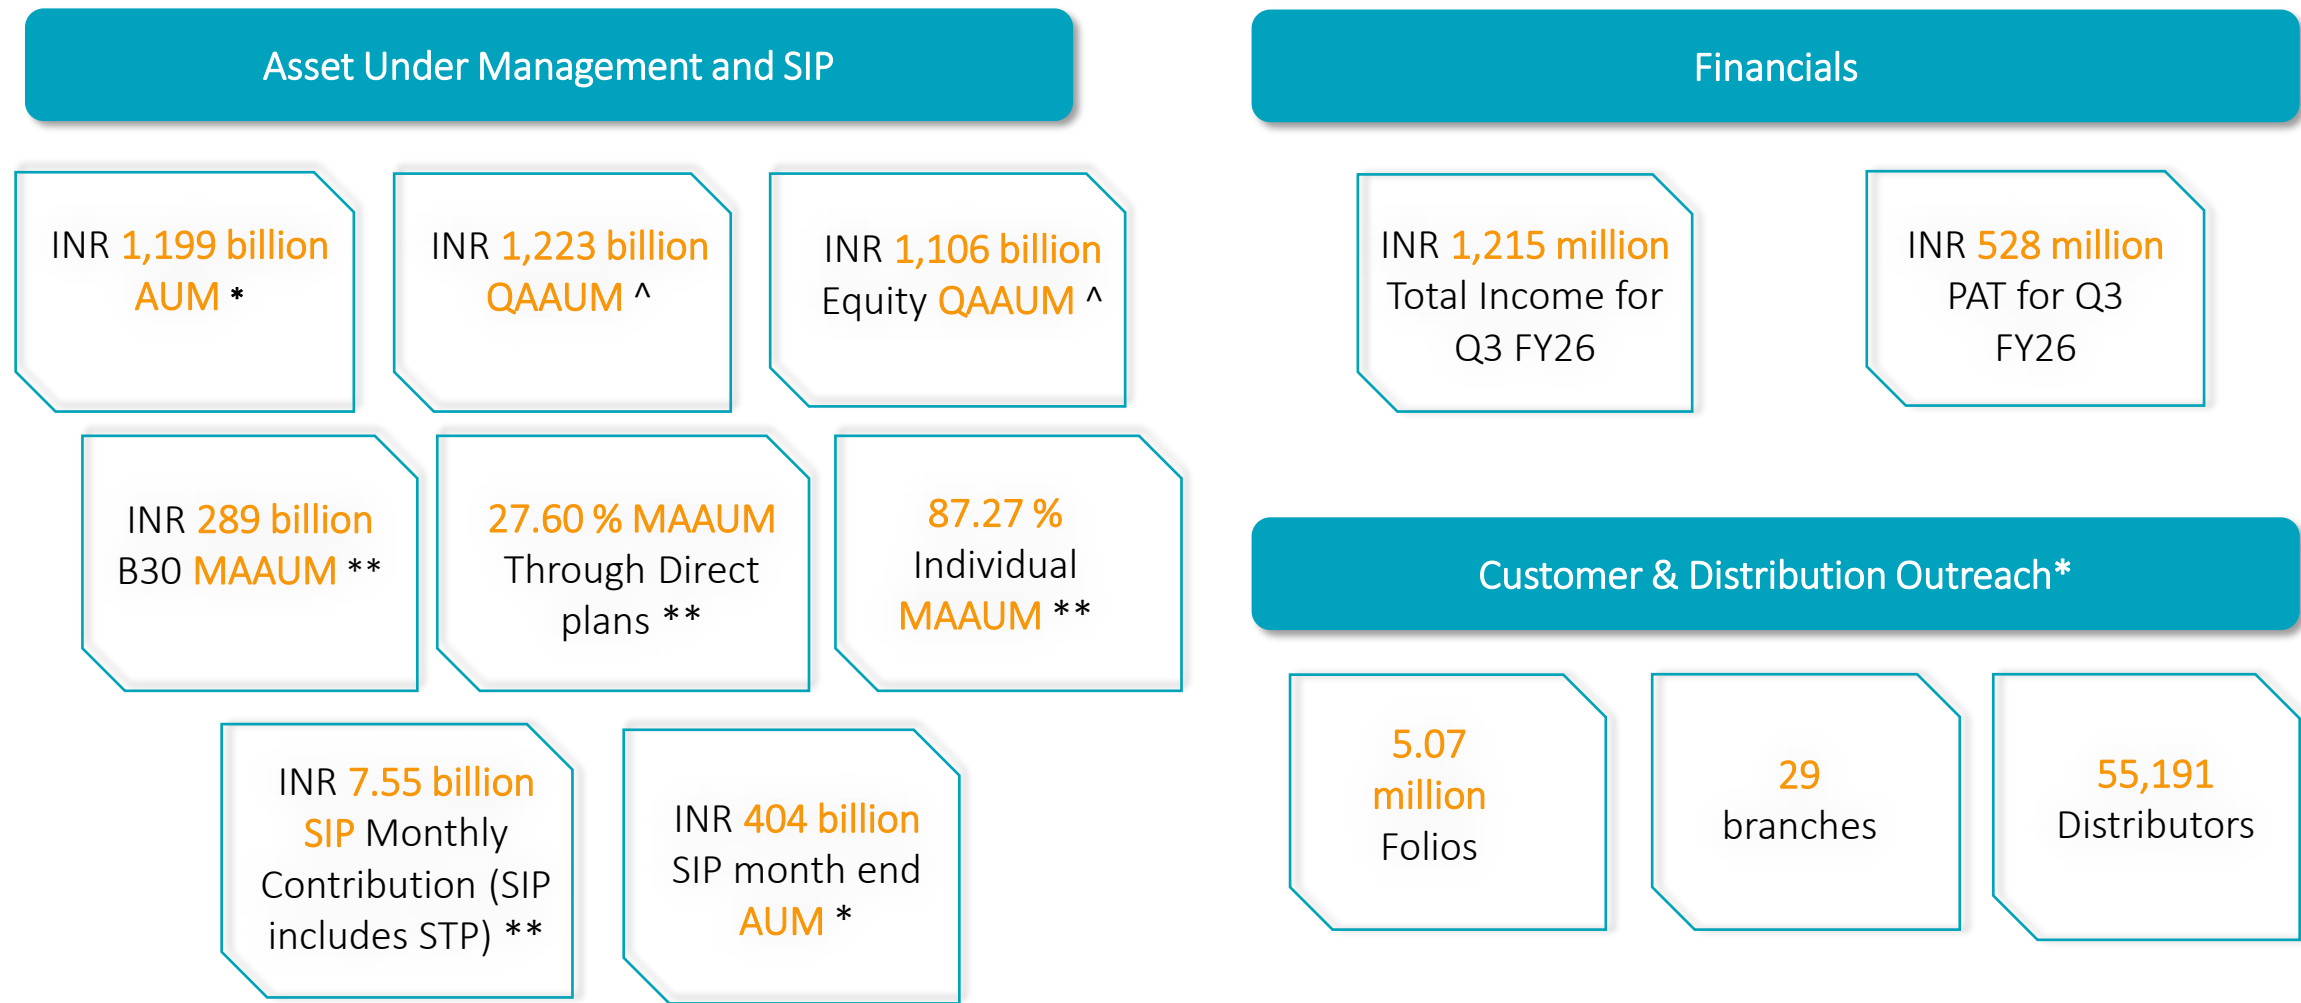 Asset Under Management and SIP
INR 1,199 billion
AUM *
INR 1,223 billion
QAAUM ^
INR 1,106 billion
Equity QAAUM ^
INR 289 billion
B30 MAAUM **
27.60 % MAAUM
Through Direct
plans **
87.27 %
Individual
MAAUM **
INR 7.55 billion
SIP Monthly
Contribution (SIP
includes STP) **
INR 404 billion
SIP month end
AUM *
Financials
INR 1,215 million
Total Income for
Q3 FY26
INR 528 million
PAT for Q3
FY26
Customer & Distribution Outreach*
5.07
million
Folios
29
branches
55,191
Distributors